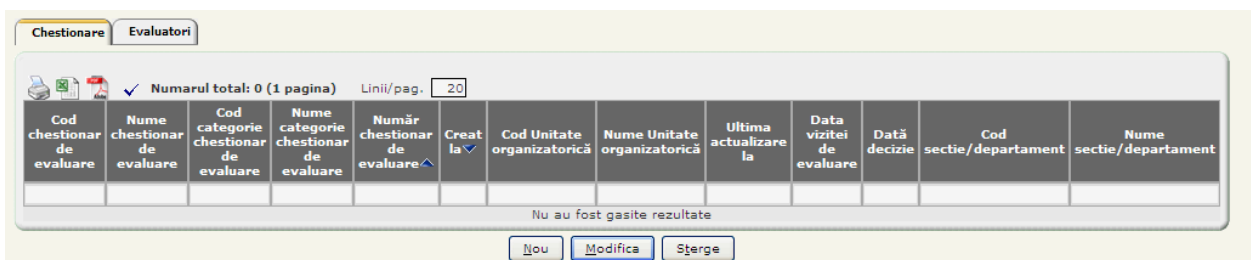 Chestionare Evaluatori
Numarul total: 0 (1 pagina) Linii/pag. 20
Cod chestionar de evaluare
Nume chestionar de evaluare
Cod categorie chestionar de evaluare
Nume categorie chestionar de evaluare
Număr chestionar de evaluare
Creat la
Cod Unitate organizatorică
Nume Unitate organizatorică
Ultima actualizare la
Data vizitei de evaluare
Dată decizie
Cod sectie/departament
Nume sectie/departament
Nu au fost gasite rezultate
Nou Modifica Sterge